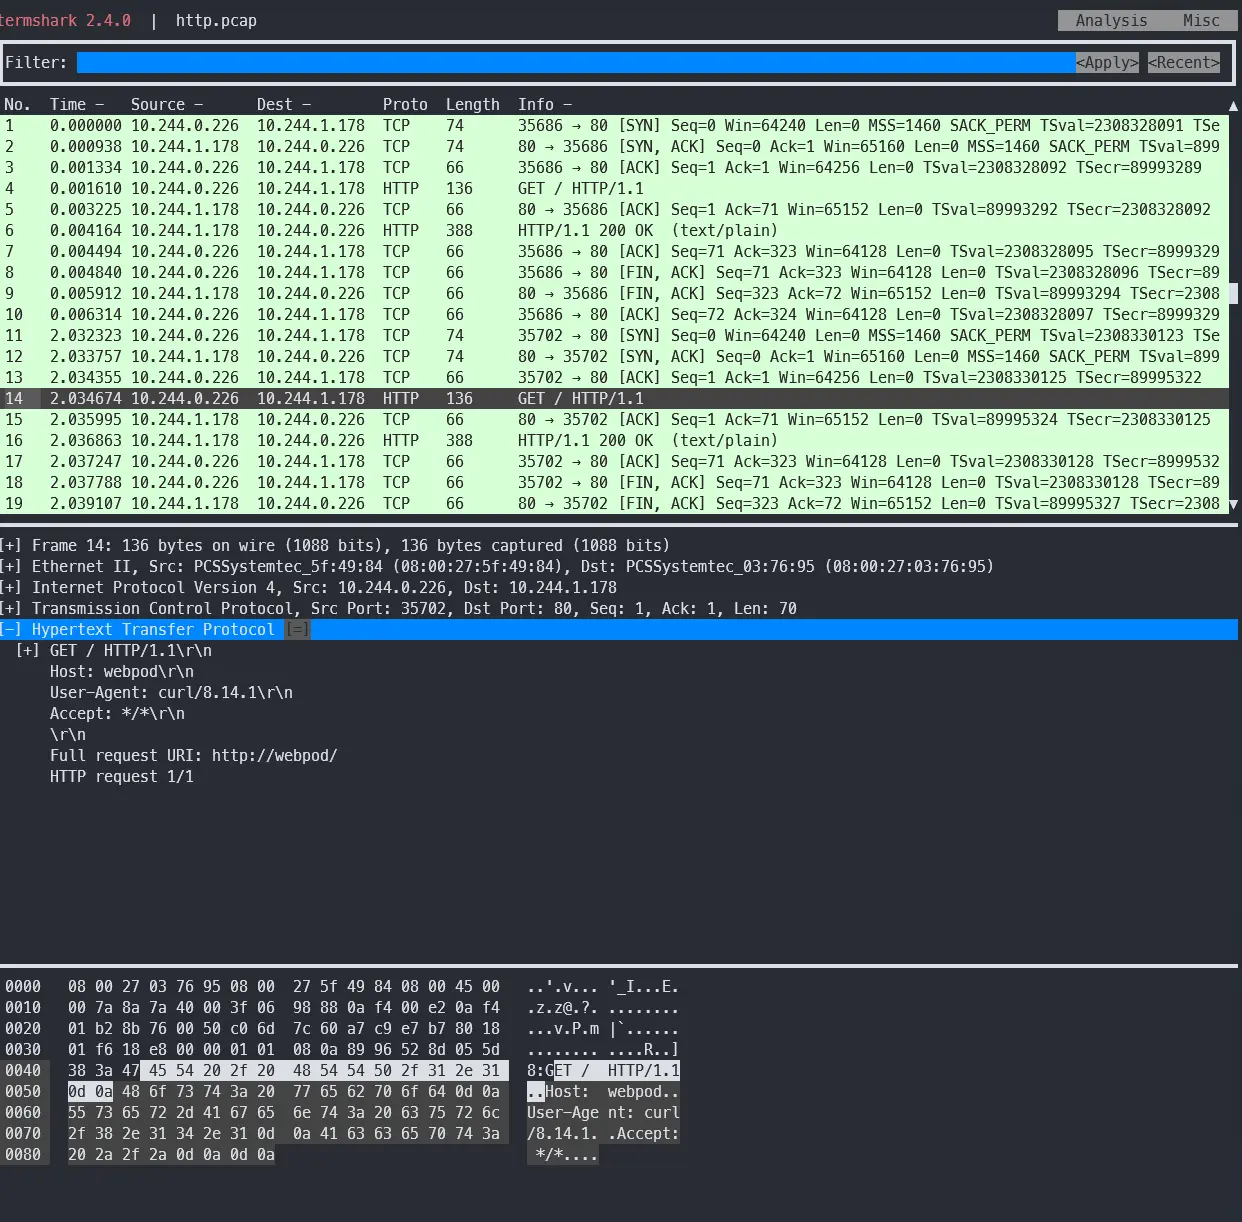 termshark 2.4.0 | http.pcap Analysis Misc
Filter: <Apply> <Recent>
No. Time – Source – Dest – Proto Length Info –
1 0.000000 10.244.0.226 10.244.1.178 TCP 74 35686 → 80 [SYN] Seq=0 Win=64240 Len=0 MSS=1460 SACK_PERM TSval=2308328091 TSe
2 0.000938 10.244.1.178 10.244.0.226 TCP 74 80 → 35686 [SYN, ACK] Seq=0 Ack=1 Win=65160 Len=0 MSS=1460 SACK_PERM TSval=899
3 0.001334 10.244.0.226 10.244.1.178 TCP 66 35686 → 80 [ACK] Seq=1 Ack=1 Win=64256 Len=0 TSval=2308328092 TSecr=89993289
4 0.001610 10.244.0.226 10.244.1.178 HTTP 136 GET / HTTP/1.1
5 0.003225 10.244.1.178 10.244.0.226 TCP 66 80 → 35686 [ACK] Seq=1 Ack=71 Win=65152 Len=0 TSval=89993292 TSecr=2308328092
6 0.004164 10.244.1.178 10.244.0.226 HTTP 388 HTTP/1.1 200 OK (text/plain)
7 0.004494 10.244.0.226 10.244.1.178 TCP 66 35686 → 80 [ACK] Seq=71 Ack=323 Win=64128 Len=0 TSval=2308328095 TSecr=8999329
8 0.004840 10.244.0.226 10.244.1.178 TCP 66 35686 → 80 [FIN, ACK] Seq=71 Ack=323 Win=64128 Len=0 TSval=2308328096 TSecr=89
9 0.005912 10.244.1.178 10.244.0.226 TCP 66 80 → 35686 [FIN, ACK] Seq=323 Ack=72 Win=65152 Len=0 TSval=89993294 TSecr=2308
10 0.006314 10.244.0.226 10.244.1.178 TCP 66 35686 → 80 [ACK] Seq=72 Ack=324 Win=64128 Len=0 TSval=2308328097 TSecr=8999329
11 2.032323 10.244.0.226 10.244.1.178 TCP 74 35702 → 80 [SYN] Seq=0 Win=64240 Len=0 MSS=1460 SACK_PERM TSval=2308330123 TSe
12 2.033757 10.244.1.178 10.244.0.226 TCP 74 80 → 35702 [SYN, ACK] Seq=0 Ack=1 Win=65160 Len=0 MSS=1460 SACK_PERM TSval=899
13 2.034355 10.244.0.226 10.244.1.178 TCP 66 35702 → 80 [ACK] Seq=1 Ack=1 Win=64256 Len=0 TSval=2308330125 TSecr=89995322
14 2.034674 10.244.0.226 10.244.1.178 HTTP 136 GET / HTTP/1.1
15 2.035995 10.244.1.178 10.244.0.226 TCP 66 80 → 35702 [ACK] Seq=1 Ack=71 Win=65152 Len=0 TSval=89995324 TSecr=2308330125
16 2.036863 10.244.1.178 10.244.0.226 HTTP 388 HTTP/1.1 200 OK (text/plain)
17 2.037247 10.244.0.226 10.244.1.178 TCP 66 35702 → 80 [ACK] Seq=71 Ack=323 Win=64128 Len=0 TSval=2308330128 TSecr=8999532
18 2.037788 10.244.0.226 10.244.1.178 TCP 66 35702 → 80 [FIN, ACK] Seq=71 Ack=323 Win=64128 Len=0 TSval=2308330128 TSecr=89
19 2.039107 10.244.1.178 10.244.0.226 TCP 66 80 → 35702 [FIN, ACK] Seq=323 Ack=72 Win=65152 Len=0 TSval=89995327 TSecr=2308
[+] Frame 14: 136 bytes on wire (1088 bits), 136 bytes captured (1088 bits)
[+] Ethernet II, Src: PCSSystemtec_5f:49:84 (08:00:27:5f:49:84), Dst: PCSSystemtec_03:76:95 (08:00:27:03:76:95)
[+] Internet Protocol Version 4, Src: 10.244.0.226, Dst: 10.244.1.178
[+] Transmission Control Protocol, Src Port: 35702, Dst Port: 80, Seq: 1, Ack: 1, Len: 70
[–] Hypertext Transfer Protocol [=]
[+] GET / HTTP/1.1\r\n
Host: webpod\r\n
User-Agent: curl/8.14.1\r\n
Accept: */*\r\n
\r\n
Full request URI: http://webpod/
HTTP request 1/1
0000 08 00 27 03 76 95 08 00 27 5f 49 84 08 00 45 00 ..'.v... '_I...E.
0010 00 7a 8a 7a 40 00 3f 06 98 88 0a f4 00 e2 0a f4 .z.z@.?. ........
0020 01 b2 8b 76 00 50 c0 6d 7c 60 a7 c9 e7 b7 80 18 ...v.P.m |`......
0030 01 f6 18 e8 00 00 01 01 08 0a 89 96 52 8d 05 5d ........ ....R..]
0040 38 3a 47 45 54 20 2f 20 48 54 54 50 2f 31 2e 31 8:GET / HTTP/1.1
0050 0d 0a 48 6f 73 74 3a 20 77 65 62 70 6f 64 0d 0a ..Host: webpod..
0060 55 73 65 72 2d 41 67 65 6e 74 3a 20 63 75 72 6c User-Age nt: curl
0070 2f 38 2e 31 34 2e 31 0d 0a 41 63 63 65 70 74 3a /8.14.1. .Accept:
0080 20 2a 2f 2a 0d 0a 0d 0a */*....